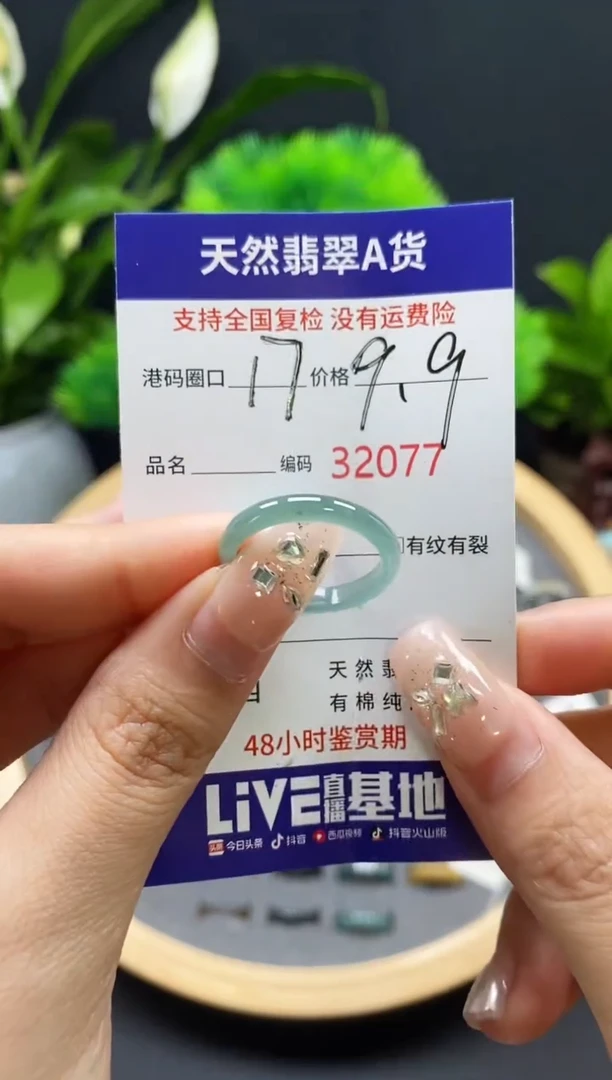 天然翡翠A货
支持全国复检 没有运费险
港码圈口 17 价格 9.9
品名 编码 32077
有纹有裂
天然翡
有棉纯
48小时鉴赏期
LiVE直播基地
头条 今日头条 抖音 西瓜视频 抖音火山版